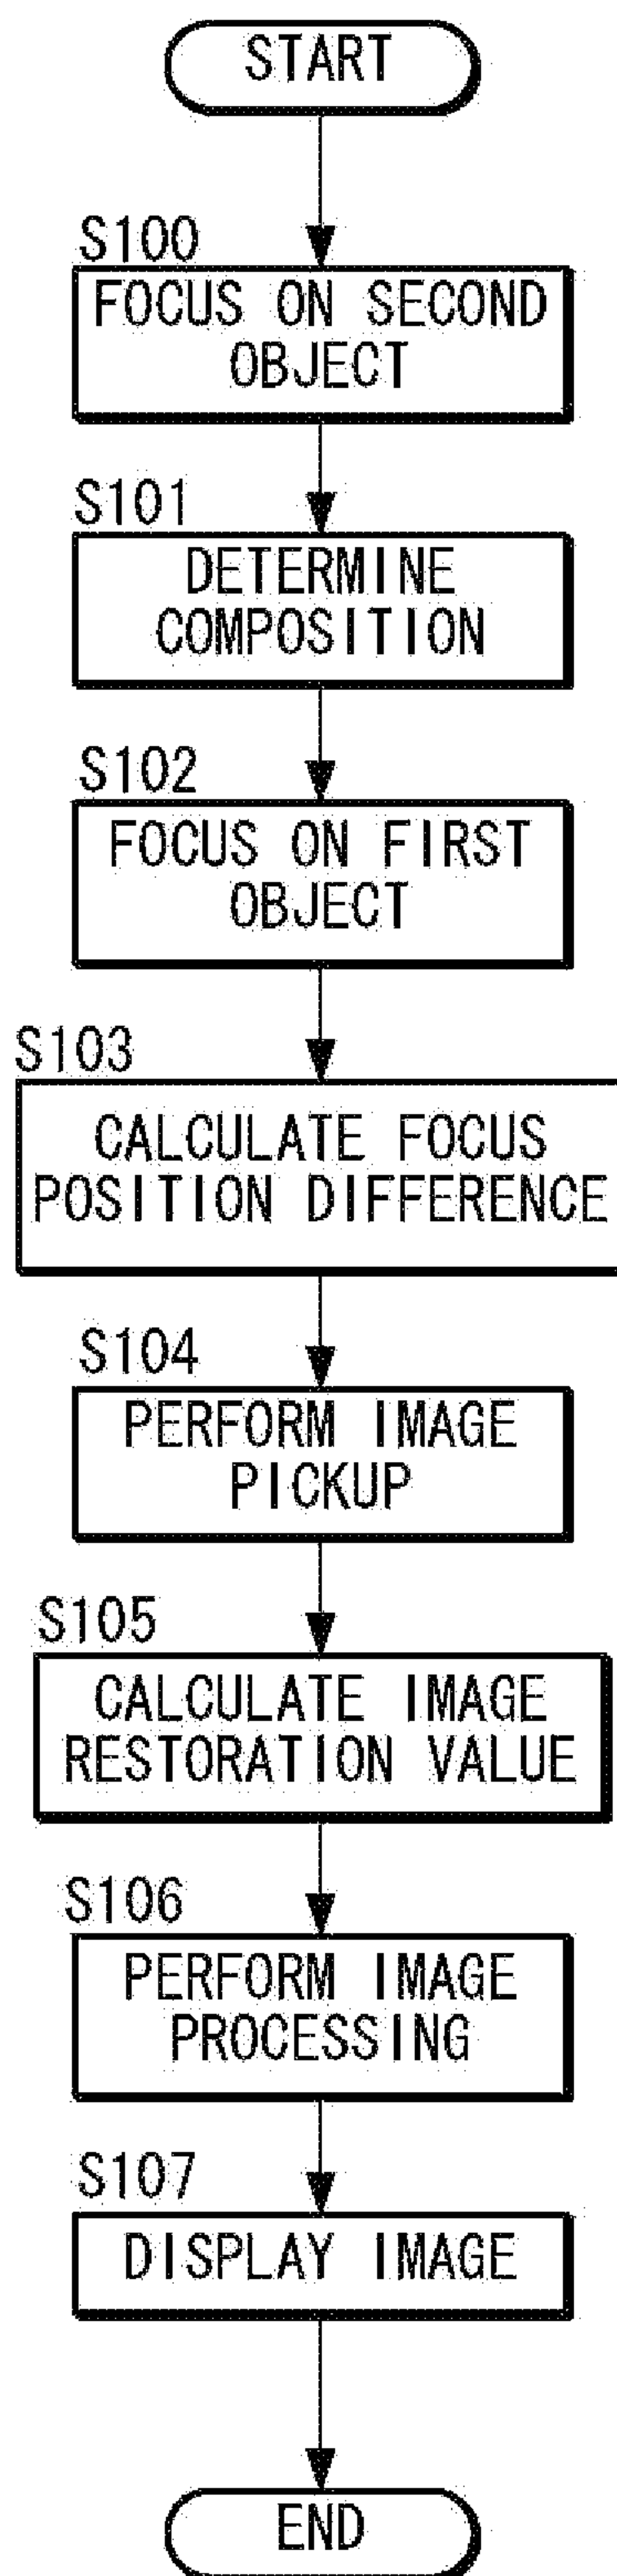 START
S100
FOCUS ON SECOND
OBJECT
S101
DETERMINE
COMPOSITION
S102
FOCUS ON FIRST
OBJECT
S103
CALCULATE FOCUS
POSITION DIFFERENCE
S104
PERFORM IMAGE
PICKUP
S105
CALCULATE IMAGE
RESTORATION VALUE
S106
PERFORM IMAGE
PROCESSING
S107
DISPLAY IMAGE
END